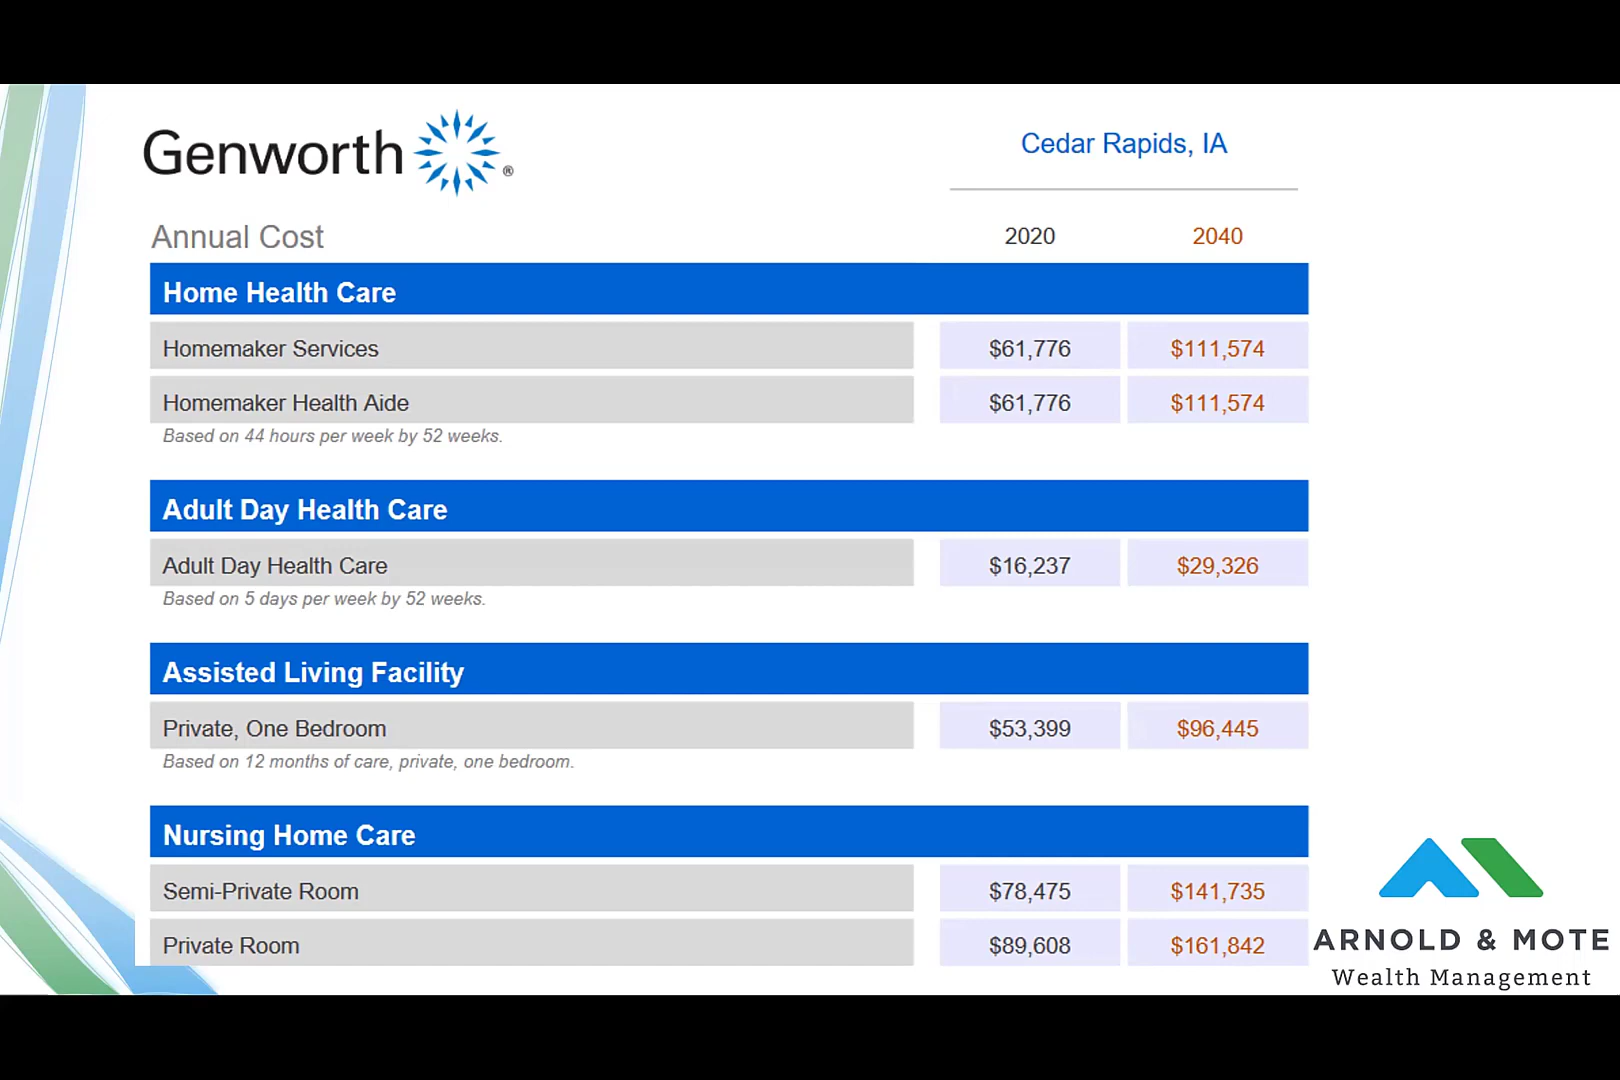 Genworth ®
Cedar Rapids, IA
Annual Cost 2020 2040
Home Health Care
Homemaker Services $61,776 $111,574
Homemaker Health Aide $61,776 $111,574
Based on 44 hours per week by 52 weeks.
Adult Day Health Care
Adult Day Health Care $16,237 $29,326
Based on 5 days per week by 52 weeks.
Assisted Living Facility
Private, One Bedroom $53,399 $96,445
Based on 12 months of care, private, one bedroom.
Nursing Home Care
Semi-Private Room $78,475 $141,735
Private Room $89,608 $161,842
ARNOLD & MOTE
Wealth Management